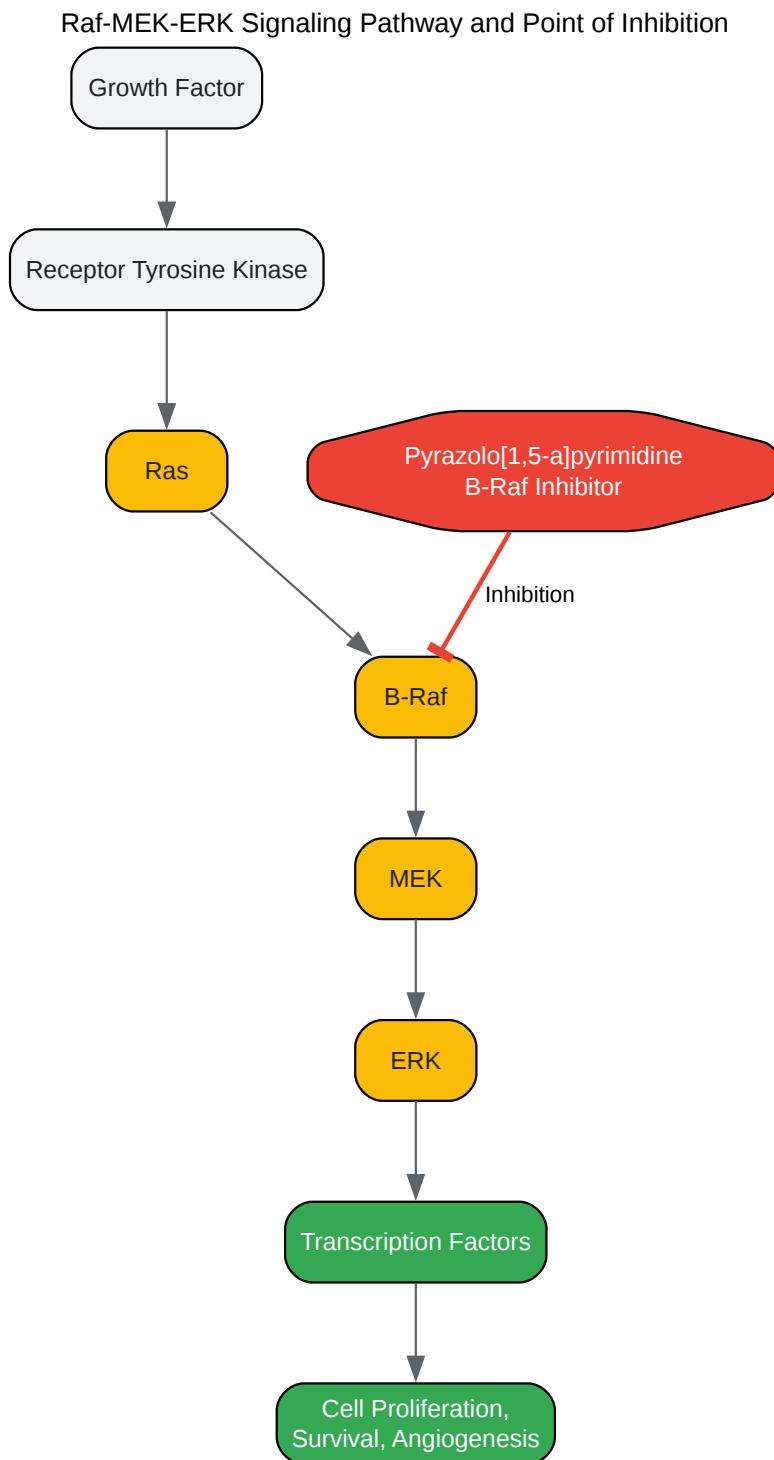 Raf-MEK-ERK Signaling Pathway and Point of Inhibition
Growth Factor
Receptor Tyrosine Kinase
Ras
Pyrazolo[1,5-a]pyrimidine
B-Raf Inhibitor
Inhibition
B-Raf
MEK
ERK
Transcription Factors
Cell Proliferation,
Survival, Angiogenesis